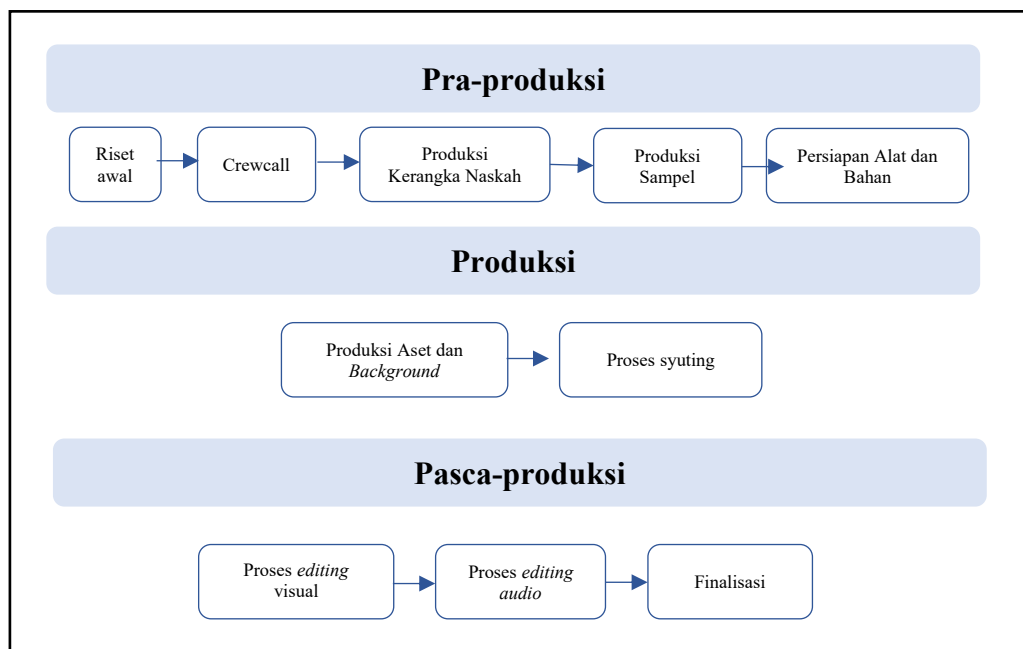 Pra-produksi
Riset
awal
Crewcall
Produksi
Kerangka Naskah
Produksi
Sampel
Persiapan Alat dan
Bahan
Produksi
Produksi Aset dan
Background
Proses syuting
Pasca-produksi
Proses editing
visual
Proses editing
audio
Finalisasi